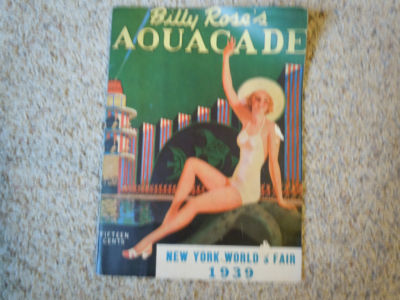 Billy Rose's
AQUACADE
FIFTEEN
CENTS
NEW YORK WORLD'S FAIR
1939